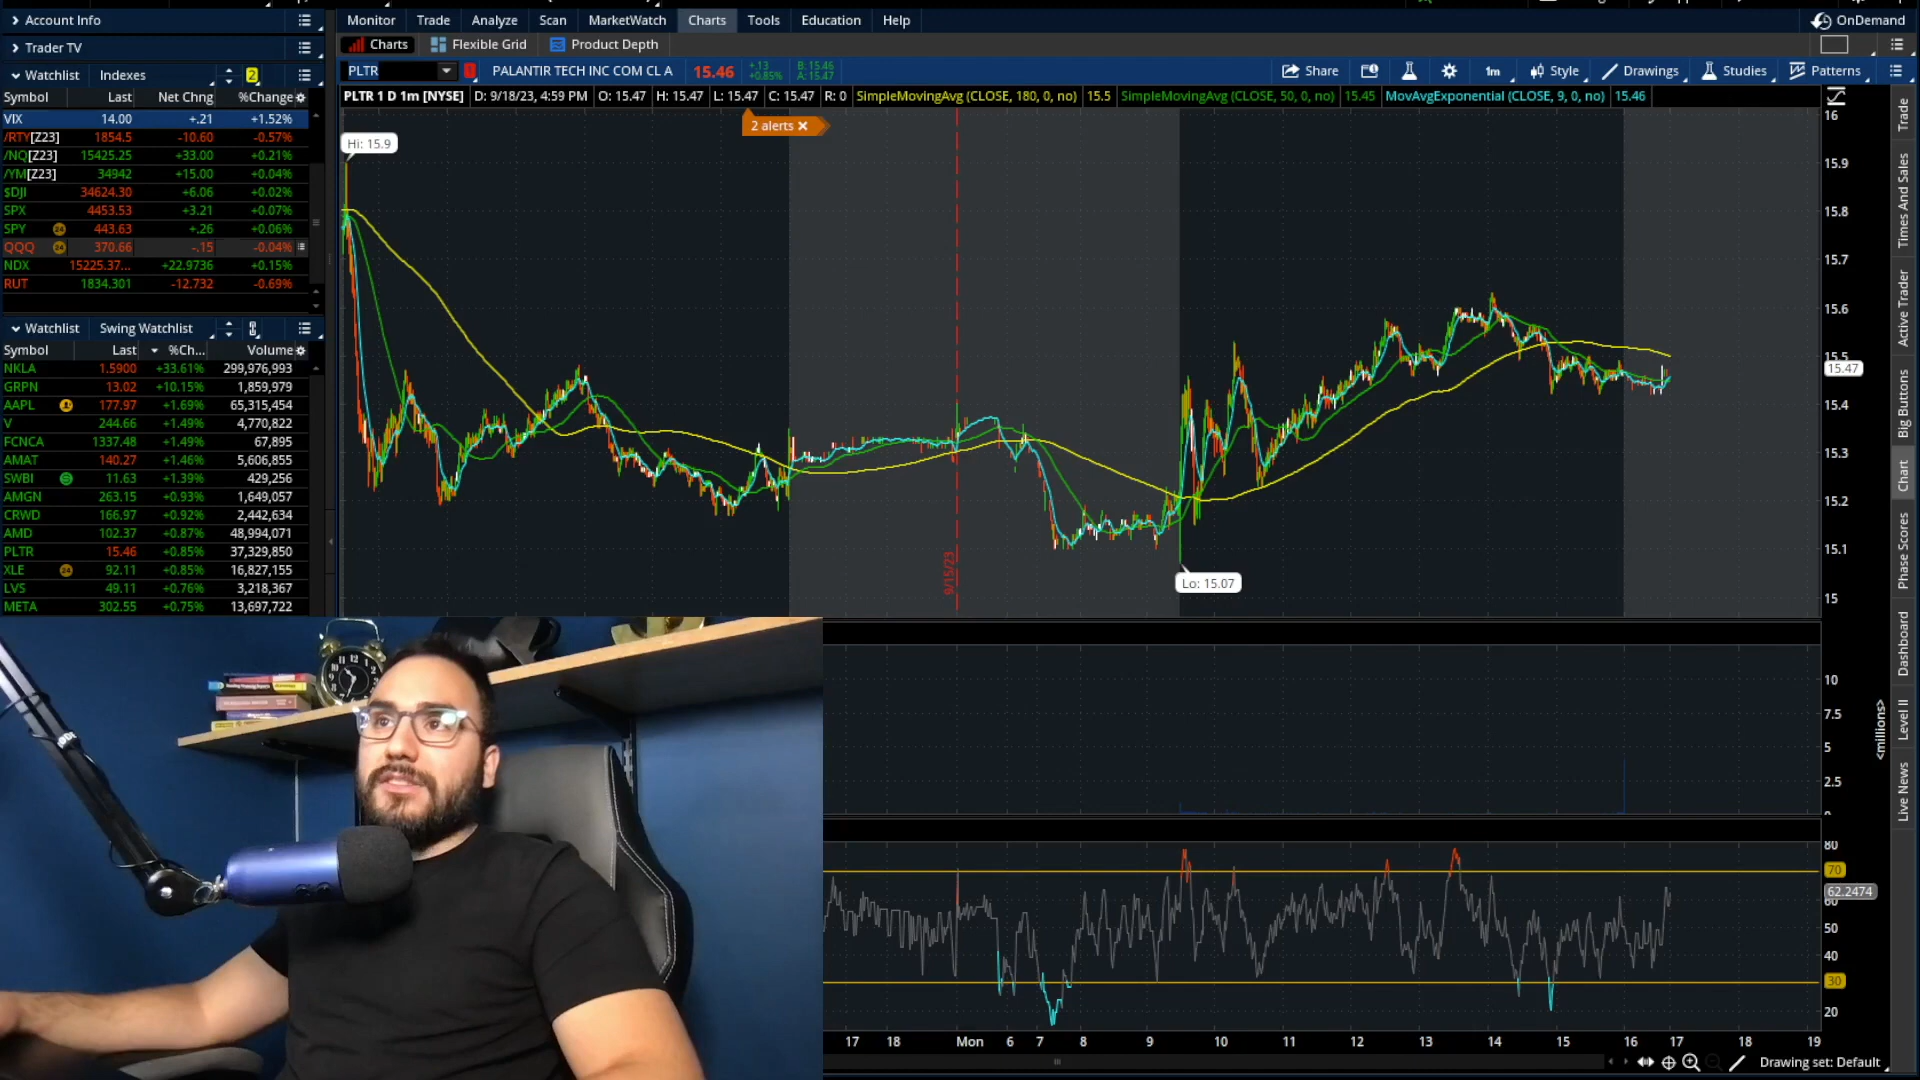 Account Info
Monitor Trade Analyze Scan MarketWatch Charts Tools Education Help OnDemand
Trader TV
Charts Flexible Grid Product Depth
Watchlist Indexes 2
PLTR PALANTIR TECH INC COM CL A 15.46 +.13 +0.85% B: 15.46 A: 15.47 Share 1m Style Drawings Studies Patterns
Symbol Last Net Chng %Change
PLTR 1 D 1m [NYSE] D: 9/18/23, 4:59 PM O: 15.47 H: 15.47 L: 15.47 C: 15.47 R: 0 SimpleMovingAvg (CLOSE, 180, 0, no) 15.5 SimpleMovingAvg (CLOSE, 50, 0, no) 15.45 MovAvgExponential (CLOSE, 9, 0, no) 15.46
VIX 14.00 +.21 +1.52%
/RTY[Z23] 1854.5 -10.60 -0.57%
/NQ[Z23] 15425.25 +33.00 +0.21%
/YM[Z23] 34942 +15.00 +0.04%
$DJI 34624.30 +6.06 +0.02%
SPX 4453.53 +3.21 +0.07%
SPY 443.63 +.26 +0.06%
QQQ 370.66 -.15 -0.04%
NDX 15225.37... +22.9736 +0.15%
RUT 1834.301 -12.732 -0.69%
Watchlist Swing Watchlist
Symbol Last %Ch... Volume
NKLA 1.5900 +33.61% 299,976,993
GRPN 13.02 +10.15% 1,859,979
AAPL 177.97 +1.69% 65,315,454
V 244.66 +1.49% 4,770,822
FCNCA 1337.48 +1.49% 67,895
AMAT 140.27 +1.46% 5,606,855
SWBI 11.63 +1.39% 429,256
AMGN 263.15 +0.93% 1,649,057
CRWD 166.97 +0.92% 2,442,634
AMD 102.37 +0.87% 48,994,071
PLTR 15.46 +0.85% 37,329,850
XLE 92.11 +0.85% 16,827,155
LVS 49.11 +0.76% 3,218,367
META 302.55 +0.75% 13,697,722
2 alerts
Hi: 15.9
9/15/23
Lo: 15.07
16
15.9
15.8
15.7
15.6
15.5
15.47
15.4
15.3
15.2
15.1
15
10
7.5
5
2.5
<millions>
80
70
62.2474
60
50
40
30
20
17 18 Mon 6 7 8 9 10 11 12 13 14 15 16 17 18 19
Drawing set: Default
Trade
Times And Sales
Active Trader
Big Buttons
Chart
Phase Scores
Dashboard
Level II
Live News